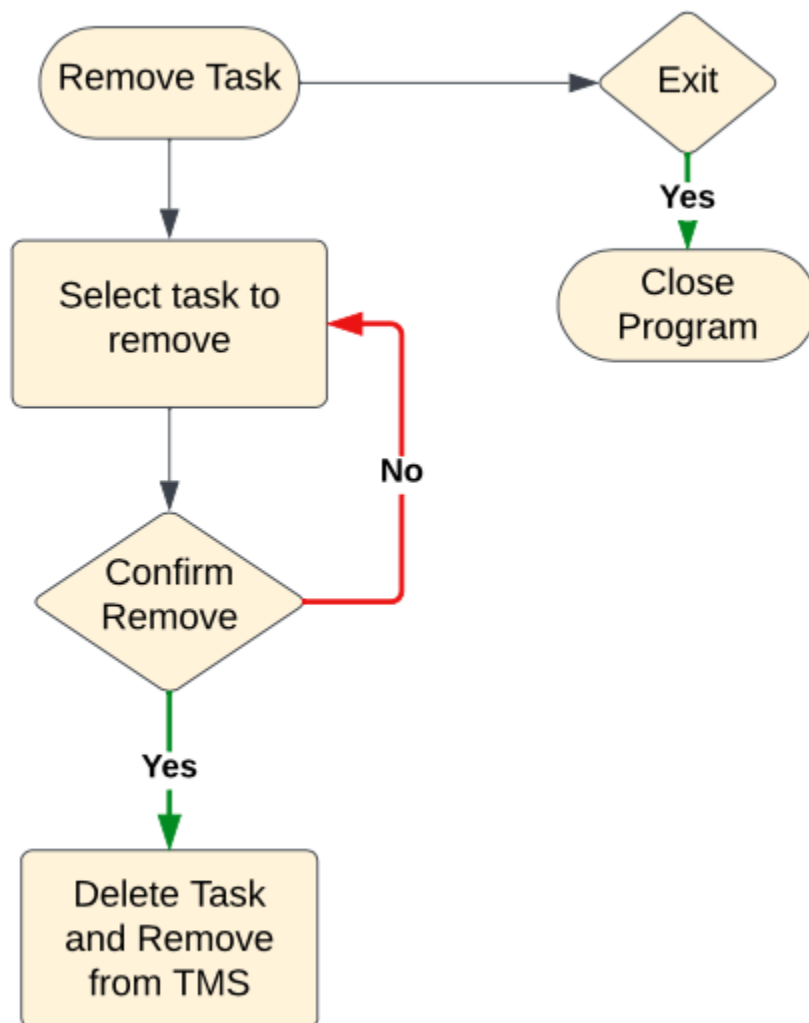 Remove Task
Exit
Yes
Close
Program
Select task to
remove
No
Confirm
Remove
Yes
Delete Task
and Remove
from TMS